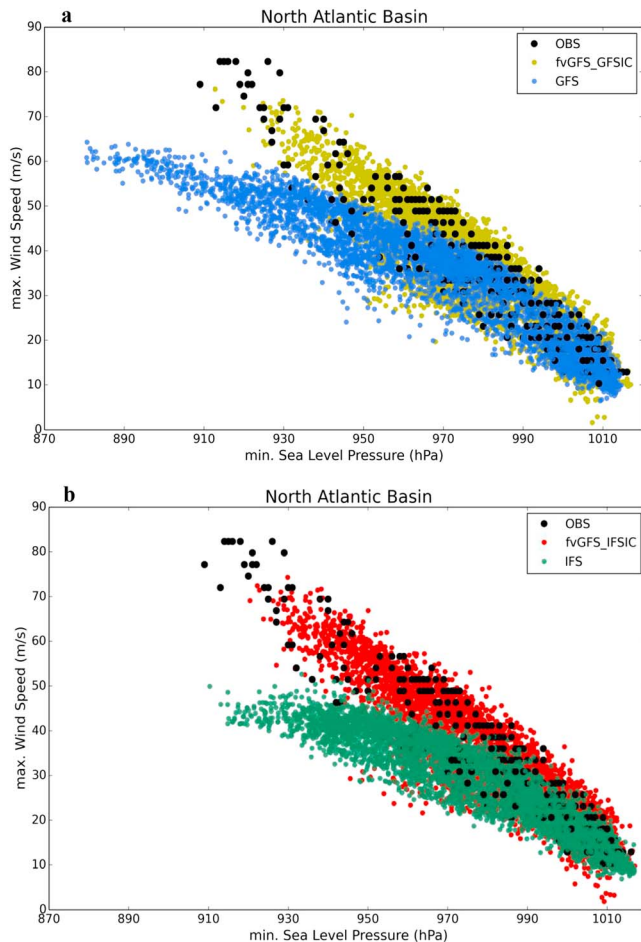 a North Atlantic Basin
OBS
fvGFS_GFSIC
GFS
90
80
70
60
50
40
30
20
10
0
max. Wind Speed (m/s)
870 890 910 930 950 970 990 1010
min. Sea Level Pressure (hPa)
b North Atlantic Basin
OBS
fvGFS_IFSIC
IFS
90
80
70
60
50
40
30
20
10
0
max. Wind Speed (m/s)
870 890 910 930 950 970 990 1010
min. Sea Level Pressure (hPa)